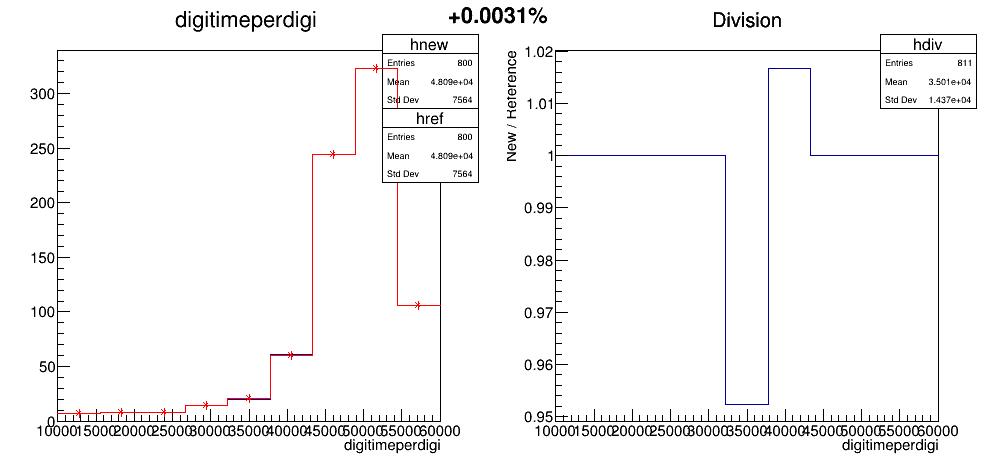 digitimeperdigi
+0.0031%
Division
hnew
Entries 800
Mean 4.809e+04
Std Dev 7564
href
Entries 800
Mean 4.809e+04
Std Dev 7564
300
250
200
150
100
50
0
10000 15000 20000 25000 30000 35000 40000 45000 50000 55000 60000
digitimeperdigi
hdiv
Entries 811
Mean 3.501e+04
Std Dev 1.437e+04
New / Reference
1.02
1.01
1
0.99
0.98
0.97
0.96
0.95
10000 15000 20000 25000 30000 35000 40000 45000 50000 55000 60000
digitimeperdigi